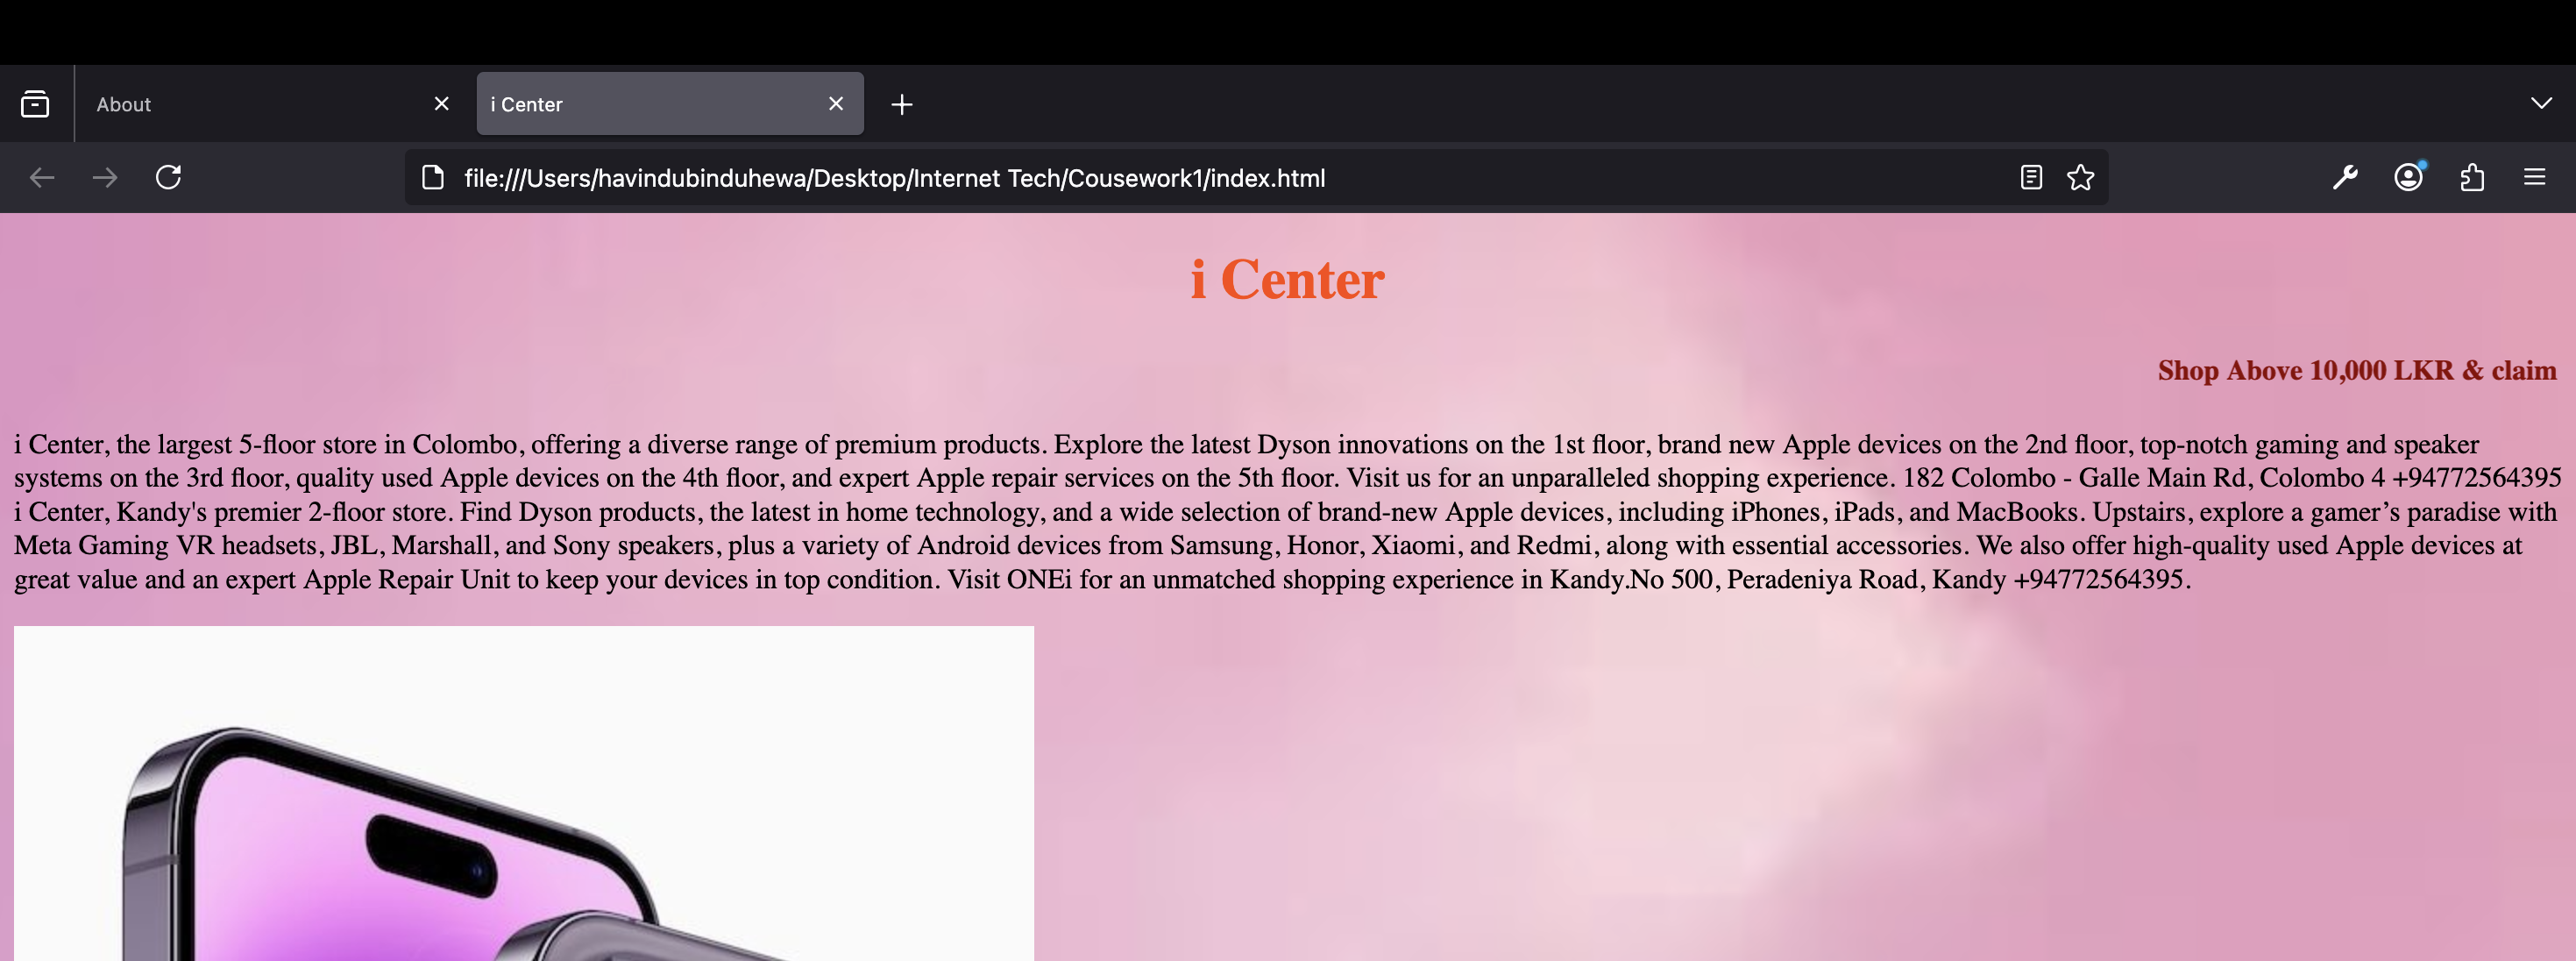 About
i Center
file:///Users/havindubinduhewa/Desktop/Internet Tech/Cousework1/index.html
i Center
Shop Above 10,000 LKR & claim
i Center, the largest 5-floor store in Colombo, offering a diverse range of premium products. Explore the latest Dyson innovations on the 1st floor, brand new Apple devices on the 2nd floor, top-notch gaming and speaker
systems on the 3rd floor, quality used Apple devices on the 4th floor, and expert Apple repair services on the 5th floor. Visit us for an unparalleled shopping experience. 182 Colombo - Galle Main Rd, Colombo 4 +94772564395
i Center, Kandy's premier 2-floor store. Find Dyson products, the latest in home technology, and a wide selection of brand-new Apple devices, including iPhones, iPads, and MacBooks. Upstairs, explore a gamer’s paradise with
Meta Gaming VR headsets, JBL, Marshall, and Sony speakers, plus a variety of Android devices from Samsung, Honor, Xiaomi, and Redmi, along with essential accessories. We also offer high-quality used Apple devices at
great value and an expert Apple Repair Unit to keep your devices in top condition. Visit ONEi for an unmatched shopping experience in Kandy.No 500, Peradeniya Road, Kandy +94772564395.